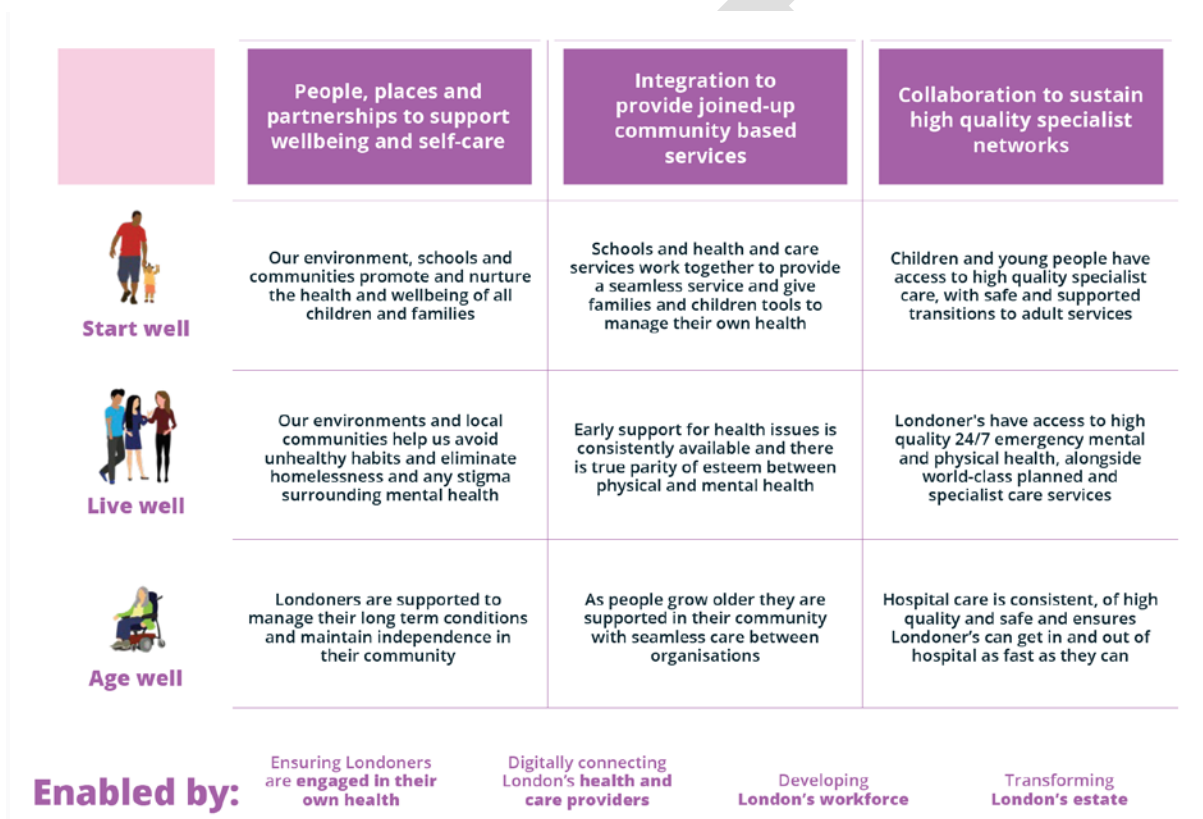 People, places and
partnerships to support
wellbeing and self-care
Integration to
provide joined-up
community based
services
Collaboration to sustain
high quality specialist
networks
Start well
Our environment, schools and
communities promote and nurture
the health and wellbeing of all
children and families
Schools and health and care
services work together to provide
a seamless service and give
families and children tools to
manage their own health
Children and young people have
access to high quality specialist
care, with safe and supported
transitions to adult services
Live well
Our environments and local
communities help us avoid
unhealthy habits and eliminate
homelessness and any stigma
surrounding mental health
Early support for health issues is
consistently available and there
is true parity of esteem between
physical and mental health
Londoner's have access to high
quality 24/7 emergency mental
and physical health, alongside
world-class planned and
specialist care services
Age well
Londoners are supported to
manage their long term conditions
and maintain independence in
their community
As people grow older they are
supported in their community
with seamless care between
organisations
Hospital care is consistent, of high
quality and safe and ensures
Londoner's can get in and out of
hospital as fast as they can
Enabled by:
Ensuring Londoners
are engaged in their
own health
Digitally connecting
London's health and
care providers
Developing
London's workforce
Transforming
London's estate